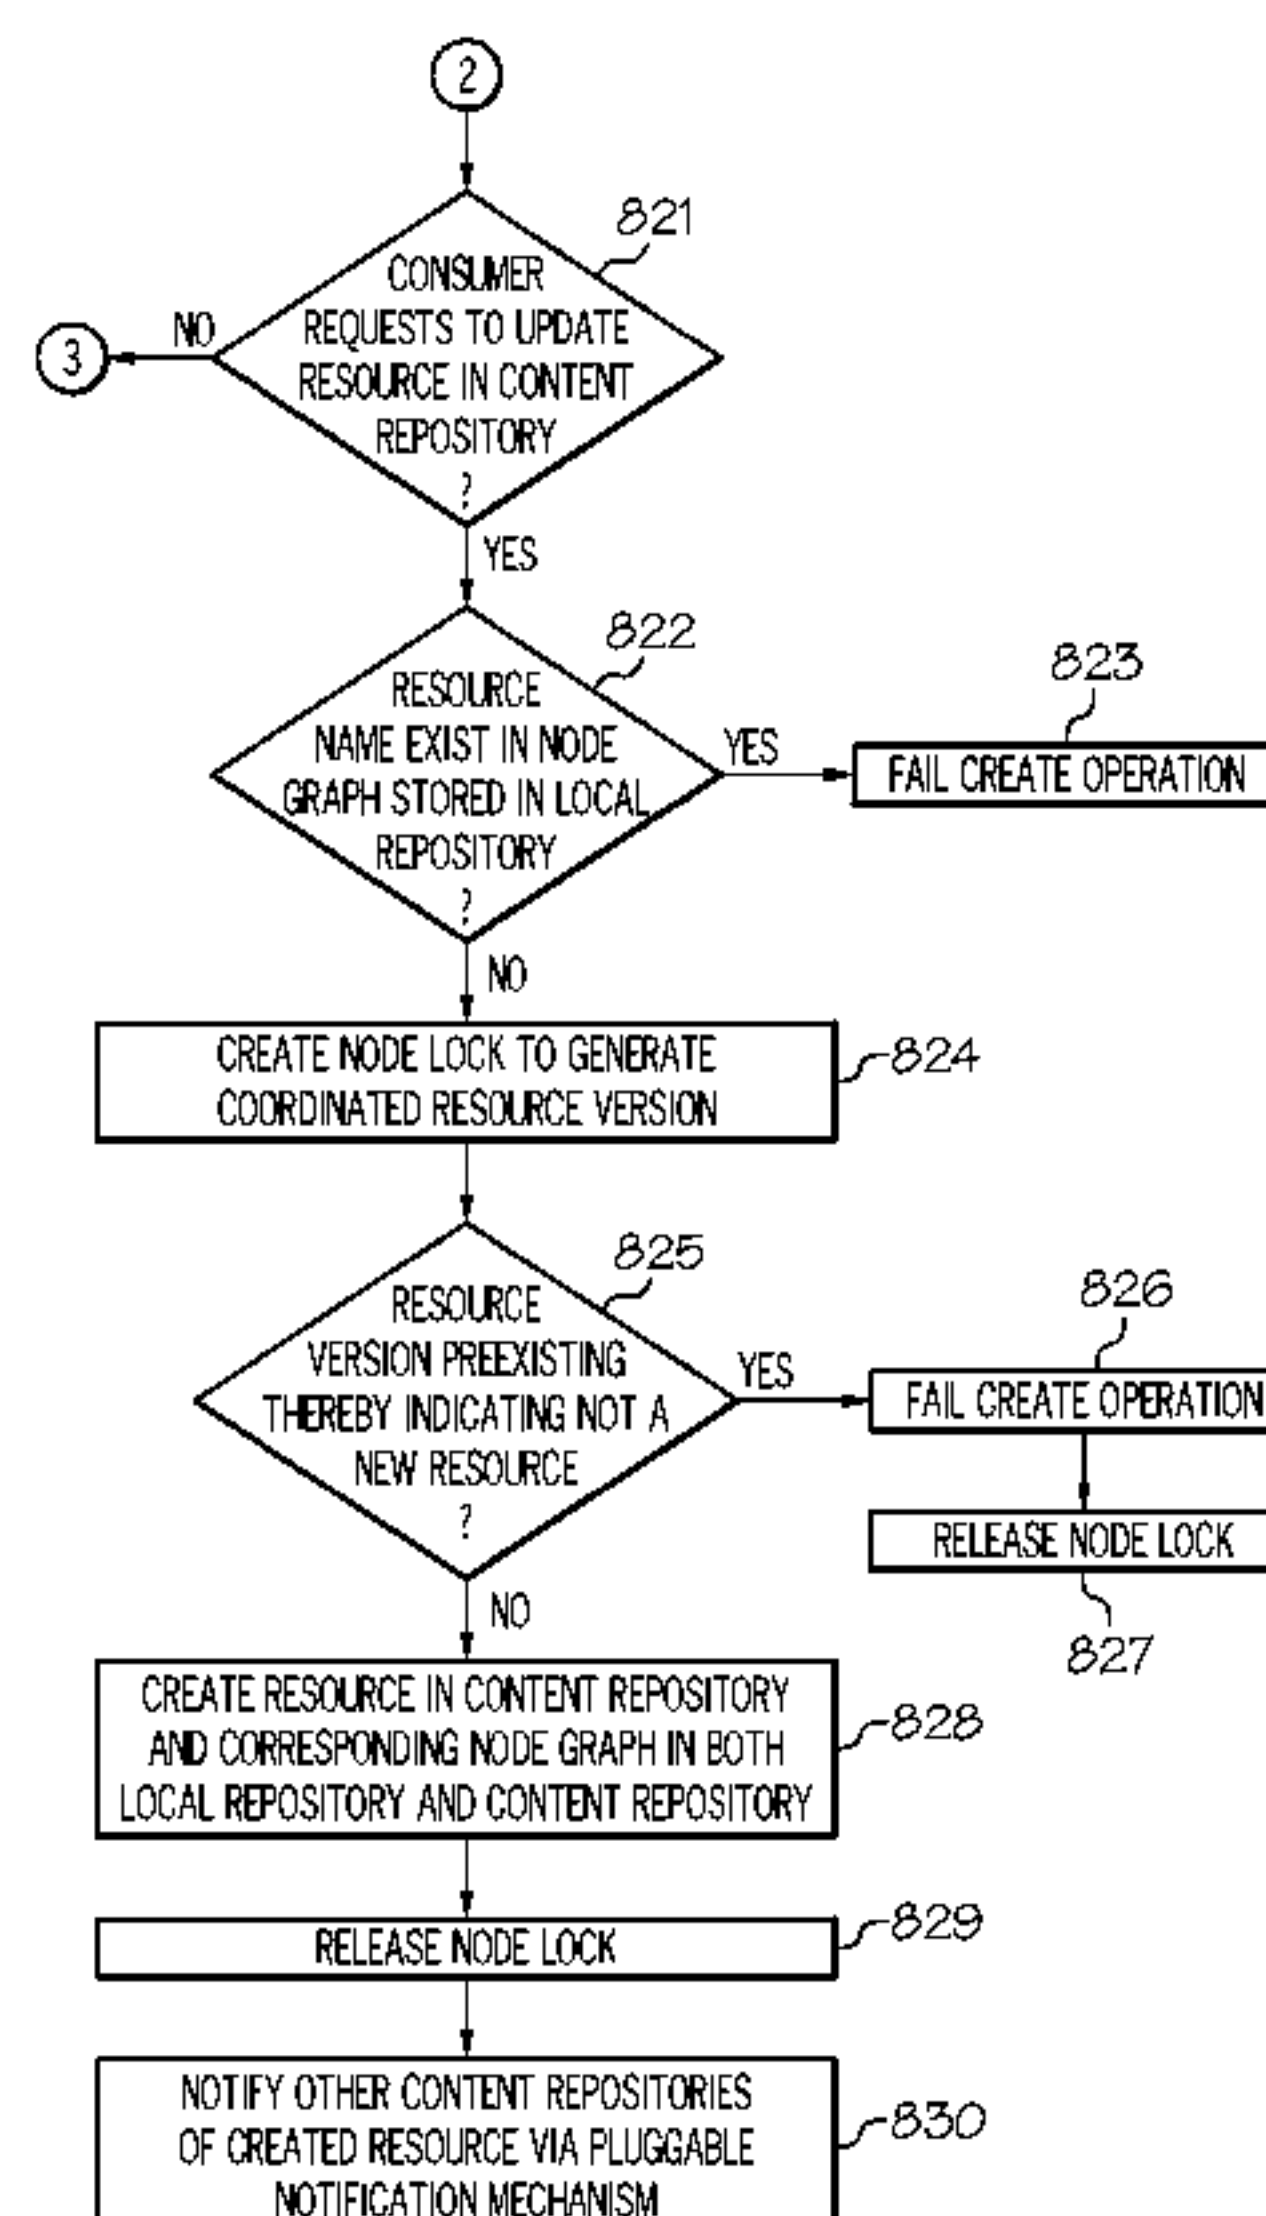 2
821
CONSUMER
REQUESTS TO UPDATE
RESOURCE IN CONTENT
REPOSITORY
?
NO
3
YES
822
RESOURCE
NAME EXIST IN NODE
GRAPH STORED IN LOCAL
REPOSITORY
?
YES
823
FAIL CREATE OPERATION
NO
CREATE NODE LOCK TO GENERATE
COORDINATED RESOURCE VERSION
824
825
RESOURCE
VERSION PREEXISTING
THEREBY INDICATING NOT A
NEW RESOURCE
?
YES
826
FAIL CREATE OPERATION
RELEASE NODE LOCK
827
NO
CREATE RESOURCE IN CONTENT REPOSITORY
AND CORRESPONDING NODE GRAPH IN BOTH
LOCAL REPOSITORY AND CONTENT REPOSITORY
828
RELEASE NODE LOCK
829
NOTIFY OTHER CONTENT REPOSITORIES
OF CREATED RESOURCE VIA PLUGGABLE
NOTIFICATION MECHANISM
830